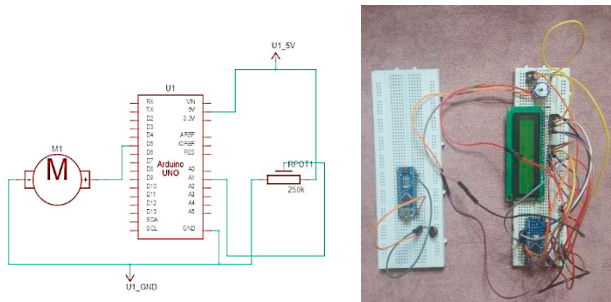 U1_5V
U1
RX
TX
D2
D3
D4
D5
D6
D7
D8
D9
D10
D11
D12
D13
SDA
SCL
VIN
5V
3.3V
AREF
IOREF
RES
A0
A1
A2
A3
A4
A5
GND
Arduino
UNO
M1
M
-
+
RPOT1
250k
U1_GND